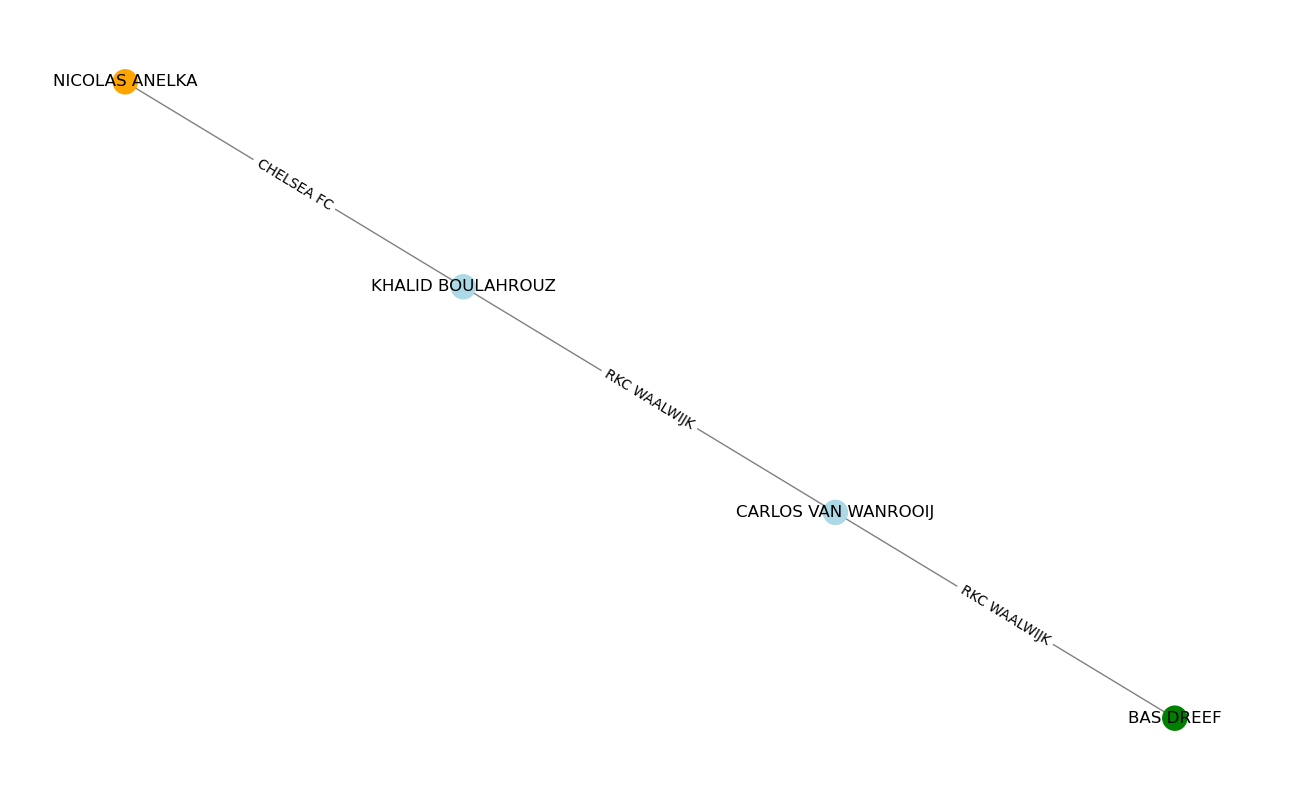 NICOLAS ANELKA
CHELSEA FC
KHALID BOULAHROUZ
RKC WAALWIJK
CARLOS VAN WANROOIJ
RKC WAALWIJK
BAS DREEF